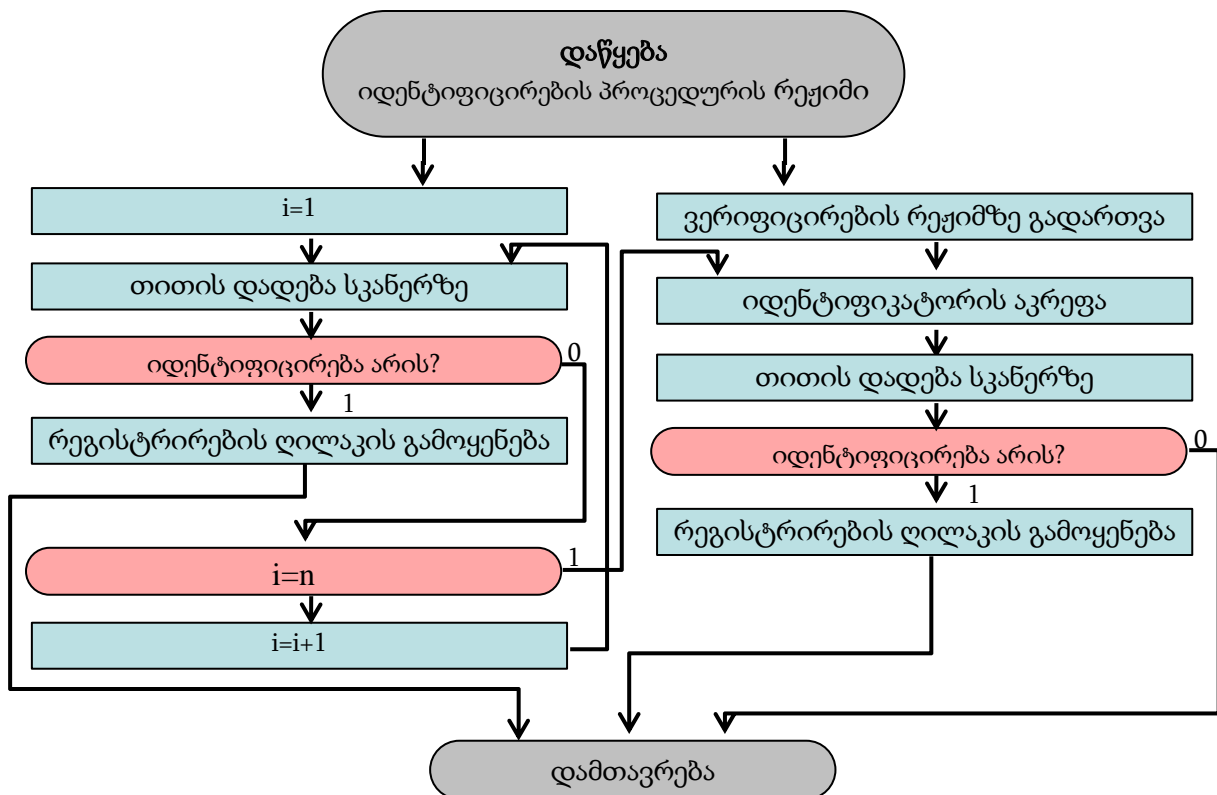 დაწყება
იდენტიფიცირების პროცედურის რეჟიმი
i=1
თითის დადება სკანერზე
იდენტიფიცირება არის?
0
1
რეგისტრირების ღილაკის გამოყენება
i=n
1
i=i+1
ვერიფიცირების რეჟიმზე გადართვა
იდენტიფიკატორის აკრეფა
თითის დადება სკანერზე
იდენტიფიცირება არის?
0
1
რეგისტრირების ღილაკის გამოყენება
დამთავრება